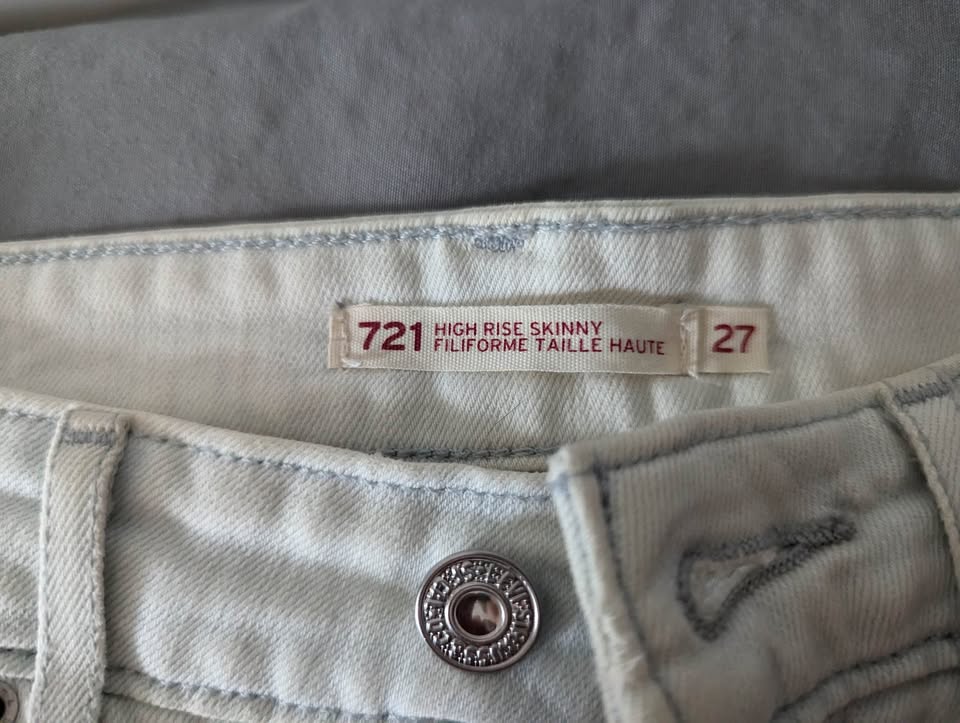 721
HIGH RISE SKINNY
FILIFORME TAILLE HAUTE
27